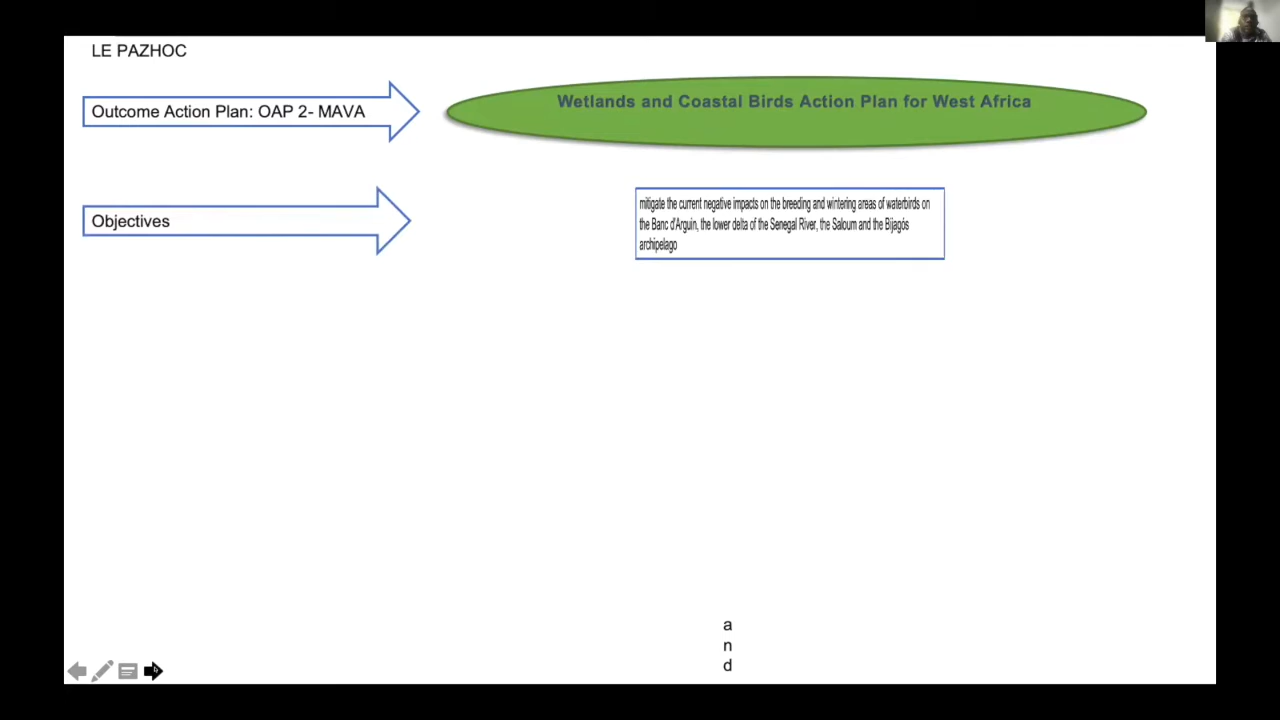 LE PAZHOC
Outcome Action Plan: OAP 2- MAVA
Wetlands and Coastal Birds Action Plan for West Africa
Objectives
mitigate the current negative impacts on the breeding and wintering areas of waterbirds on
the Banc d'Arguin, the lower delta of the Senegal River, the Saloum and the Bijagós
archipelago
a
n
d